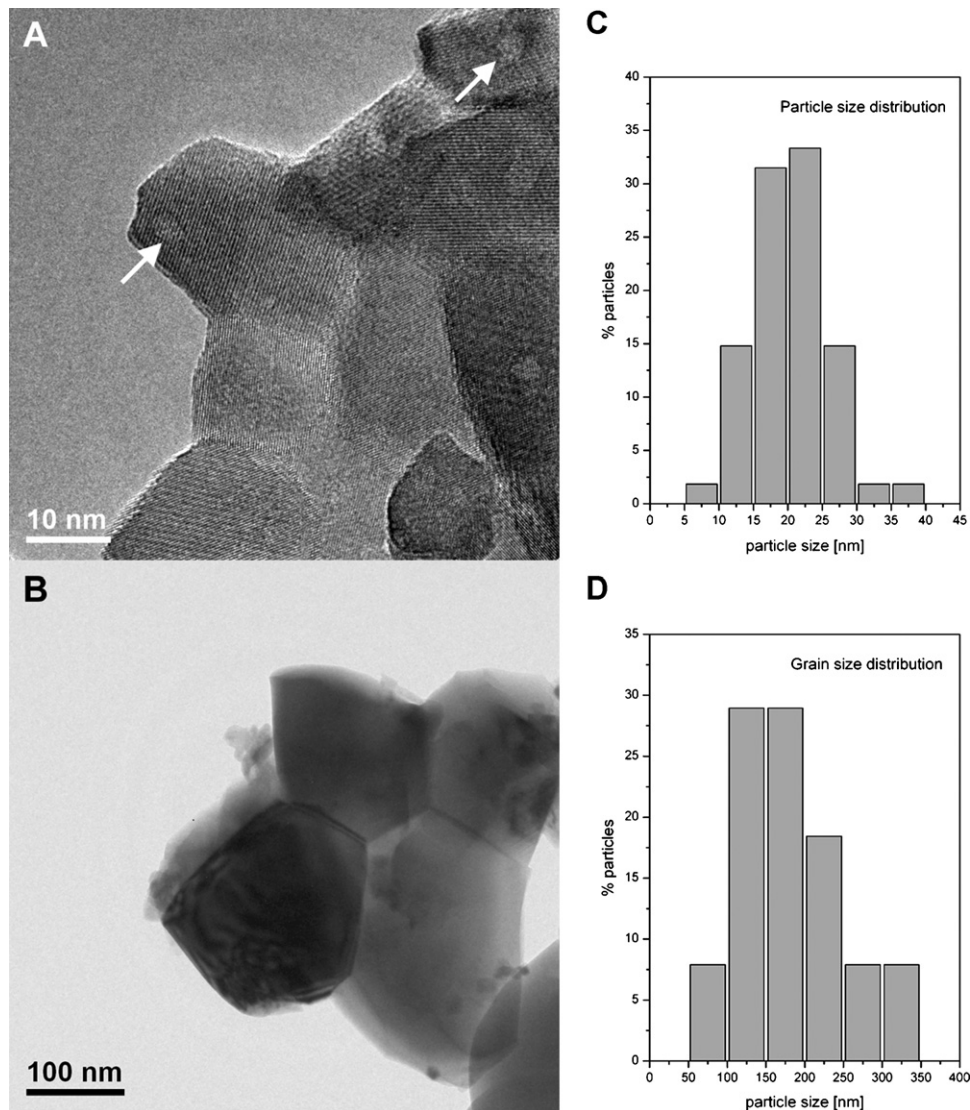 A
10 nm
B
100 nm
C
Particle size distribution
40
35
30
25
20
15
10
5
0
% particles
0 5 10 15 20 25 30 35 40 45
particle size [nm]
D
Grain size distribution
35
30
25
20
15
10
5
0
% particles
0 50 100 150 200 250 300 350 400
particle size [nm]